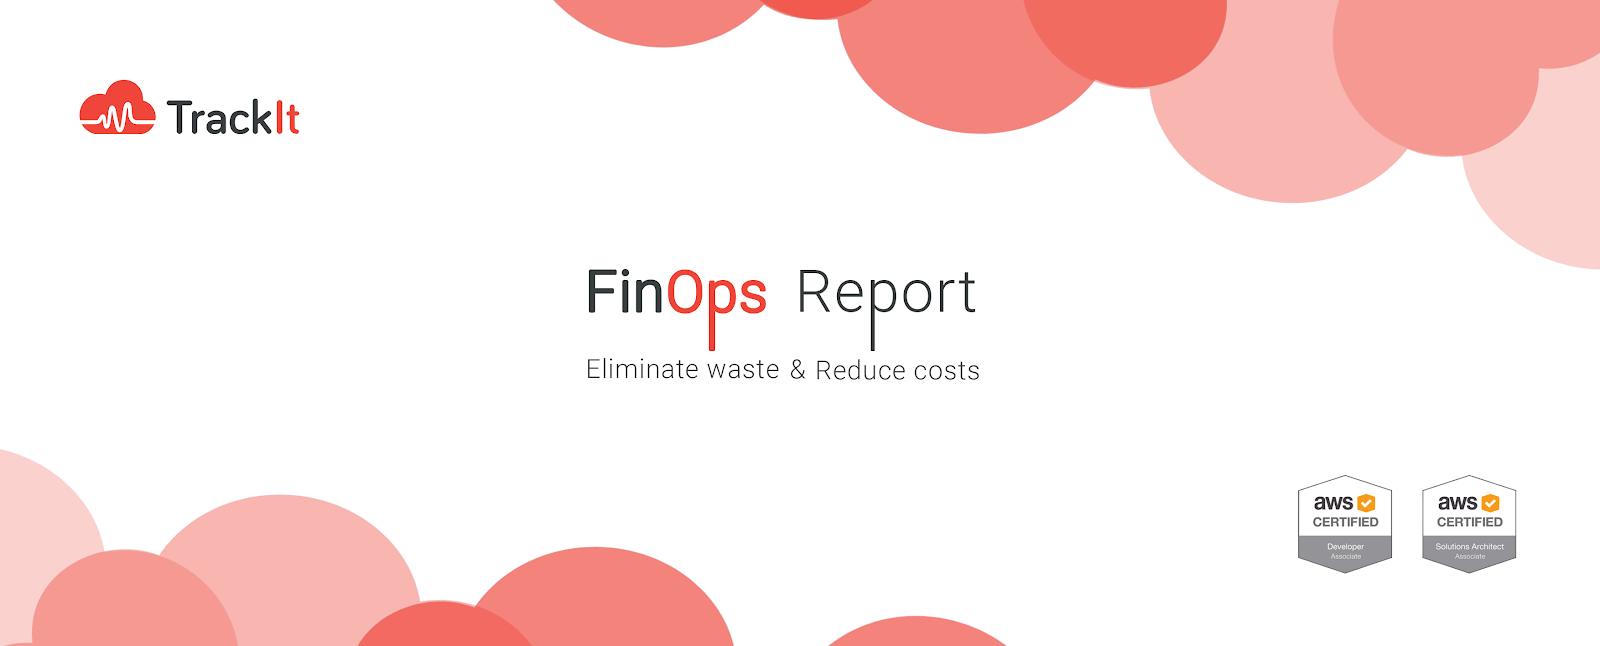 TrackIt
FinOps Report
Eliminate waste & Reduce costs
aws
CERTIFIED
Developer
Associate
aws
CERTIFIED
Solutions Architect
Associate